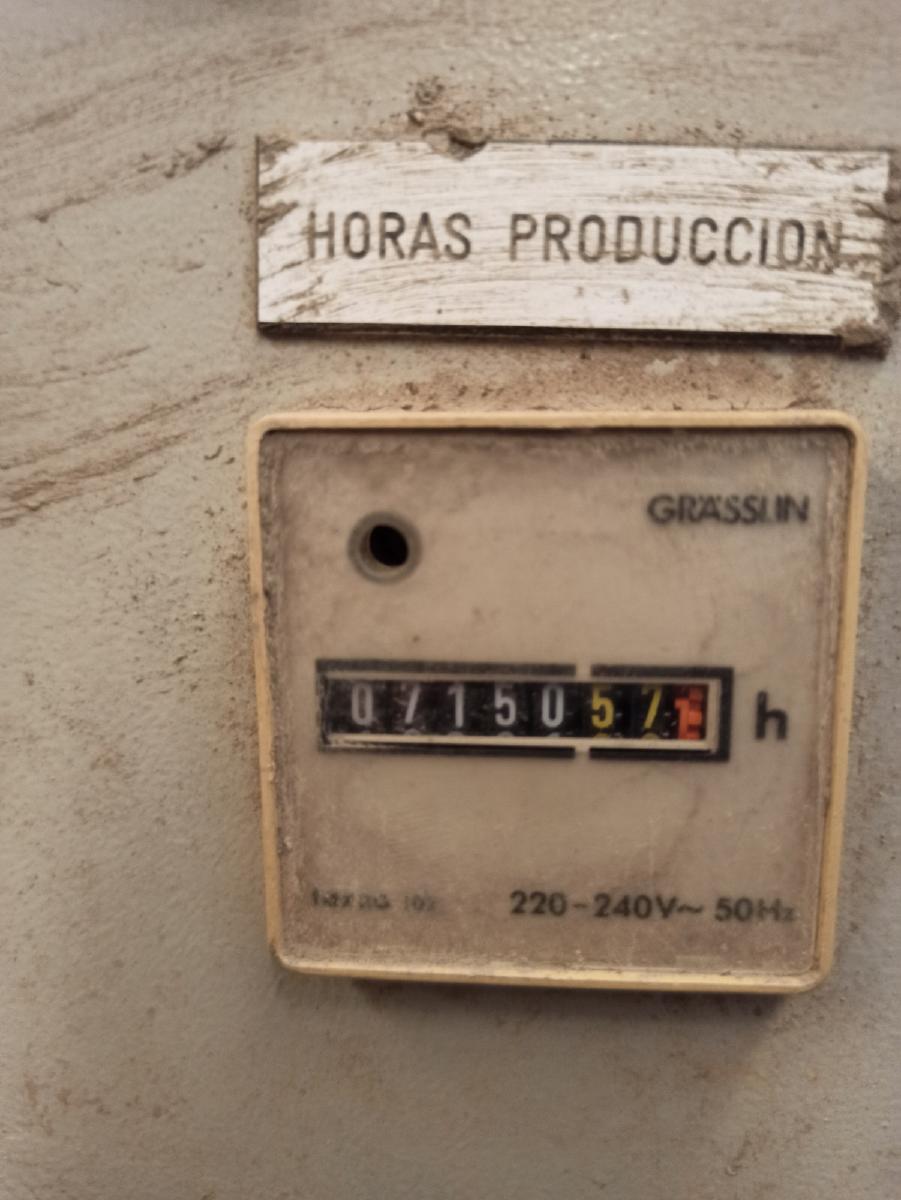 HORAS PRODUCCION
GRÄSSLIN
0715057 h
220-240V~ 50Hz